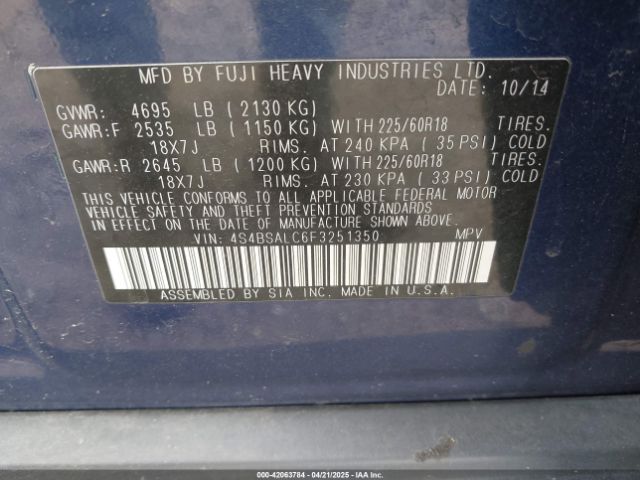 MFD BY FUJI HEAVY INDUSTRIES LTD.
DATE: 10/14
GVWR: 4695 LB (2130 KG)
GAWR:F 2535 LB (1150 KG) WITH 225/60R18 TIRES.
18X7J RIMS. AT 240 KPA (35 PSI) COLD
GAWR:R 2645 LB (1200 KG) WITH 225/60R18 TIRES.
18X7J RIMS. AT 230 KPA (33 PSI) COLD
THIS VEHICLE CONFORMS TO ALL APPLICABLE FEDERAL MOTOR
VEHICLE SAFETY AND THEFT PREVENTION STANDARDS
IN EFFECT ON THE DATE OF MANUFACTURE SHOWN ABOVE.
VIN: 4S4BSALC6F3251350 MPV
ASSEMBLED BY SIA INC. MADE IN U.S.A.
000-42063784 - 04/21/2025 - IAA Inc.